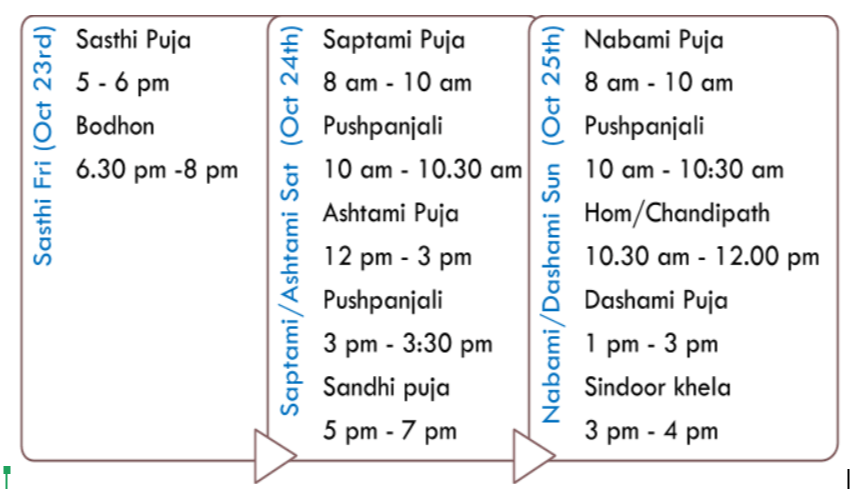 Sasthi Fri (Oct 23rd)
Sasthi Puja
5 - 6 pm
Bodhon
6.30 pm -8 pm
Saptami/Ashtami Sat (Oct 24th)
Saptami Puja
8 am - 10 am
Pushpanjali
10 am - 10.30 am
Ashtami Puja
12 pm - 3 pm
Pushpanjali
3 pm - 3:30 pm
Sandhi puja
5 pm - 7 pm
Nabami/Dashami Sun (Oct 25th)
Nabami Puja
8 am - 10 am
Pushpanjali
10 am - 10:30 am
Hom/Chandipath
10.30 am - 12.00 pm
Dashami Puja
1 pm - 3 pm
Sindoor khela
3 pm - 4 pm